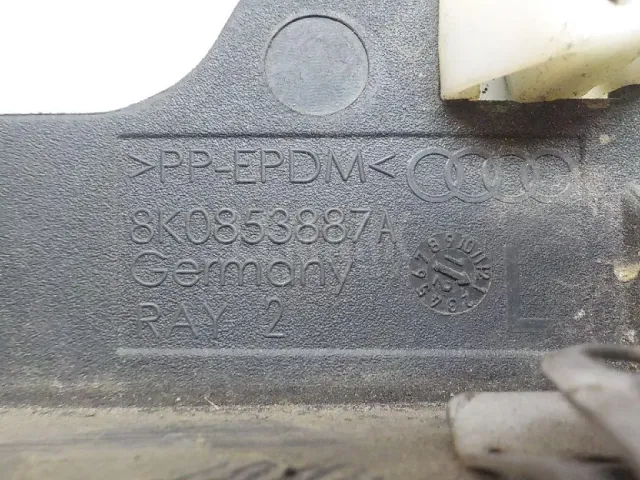 >PP-EPDM<
8K0853887A
Germany
RAY 2
L